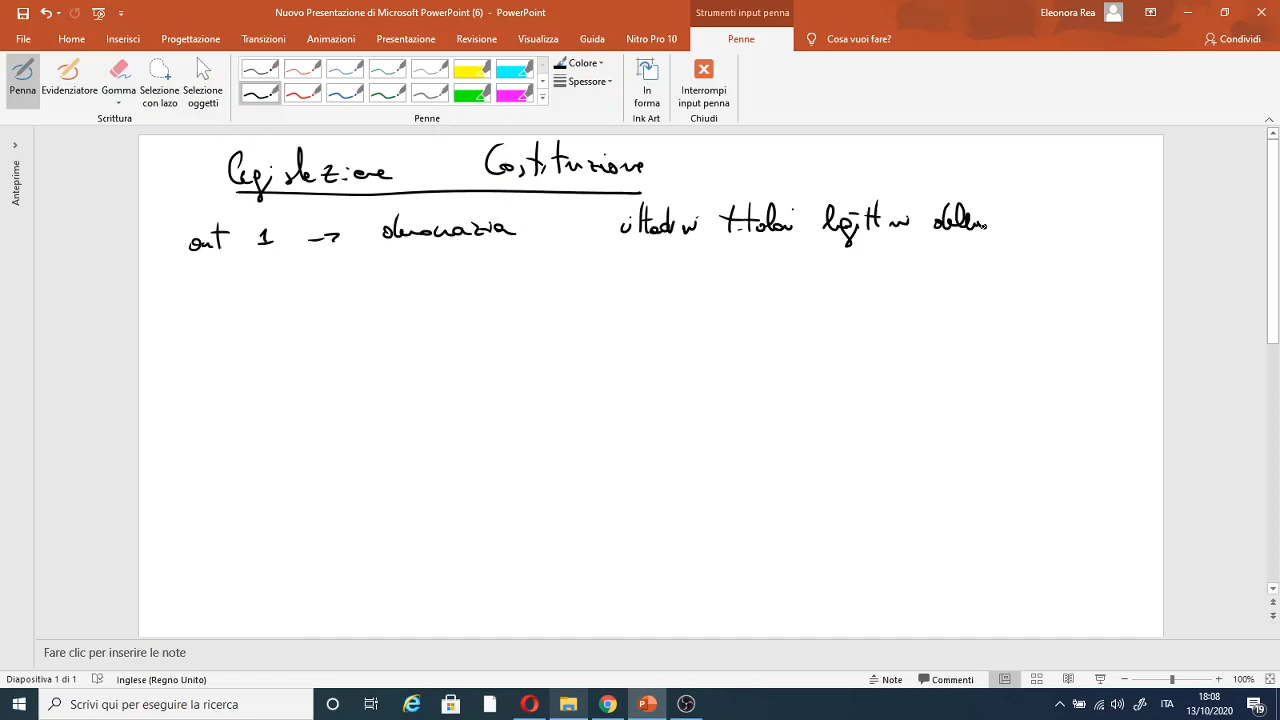 Nuovo Presentazione di Microsoft PowerPoint (6) - PowerPoint
Strumenti input penna
Eleonora Rea
File Home Inserisci Progettazione Transizioni Animazioni Presentazione Revisione Visualizza Guida Nitro Pro 10 Penne Cosa vuoi fare? Condividi
Penna Evidenziatore Gomma Selezione con lazo Selezione oggetti
Colore
Spessore
In forma
Interrompi input penna
Scrittura Penne Ink Art Chiudi
Anteprime
Legislazione Costituzione
art 1 → democrazia cittadini titolari legittimi della
Fare clic per inserire le note
Diapositiva 1 di 1 Inglese (Regno Unito) Note Commenti 100%
Scrivi qui per eseguire la ricerca
ITA
18:08
13/10/2020
19